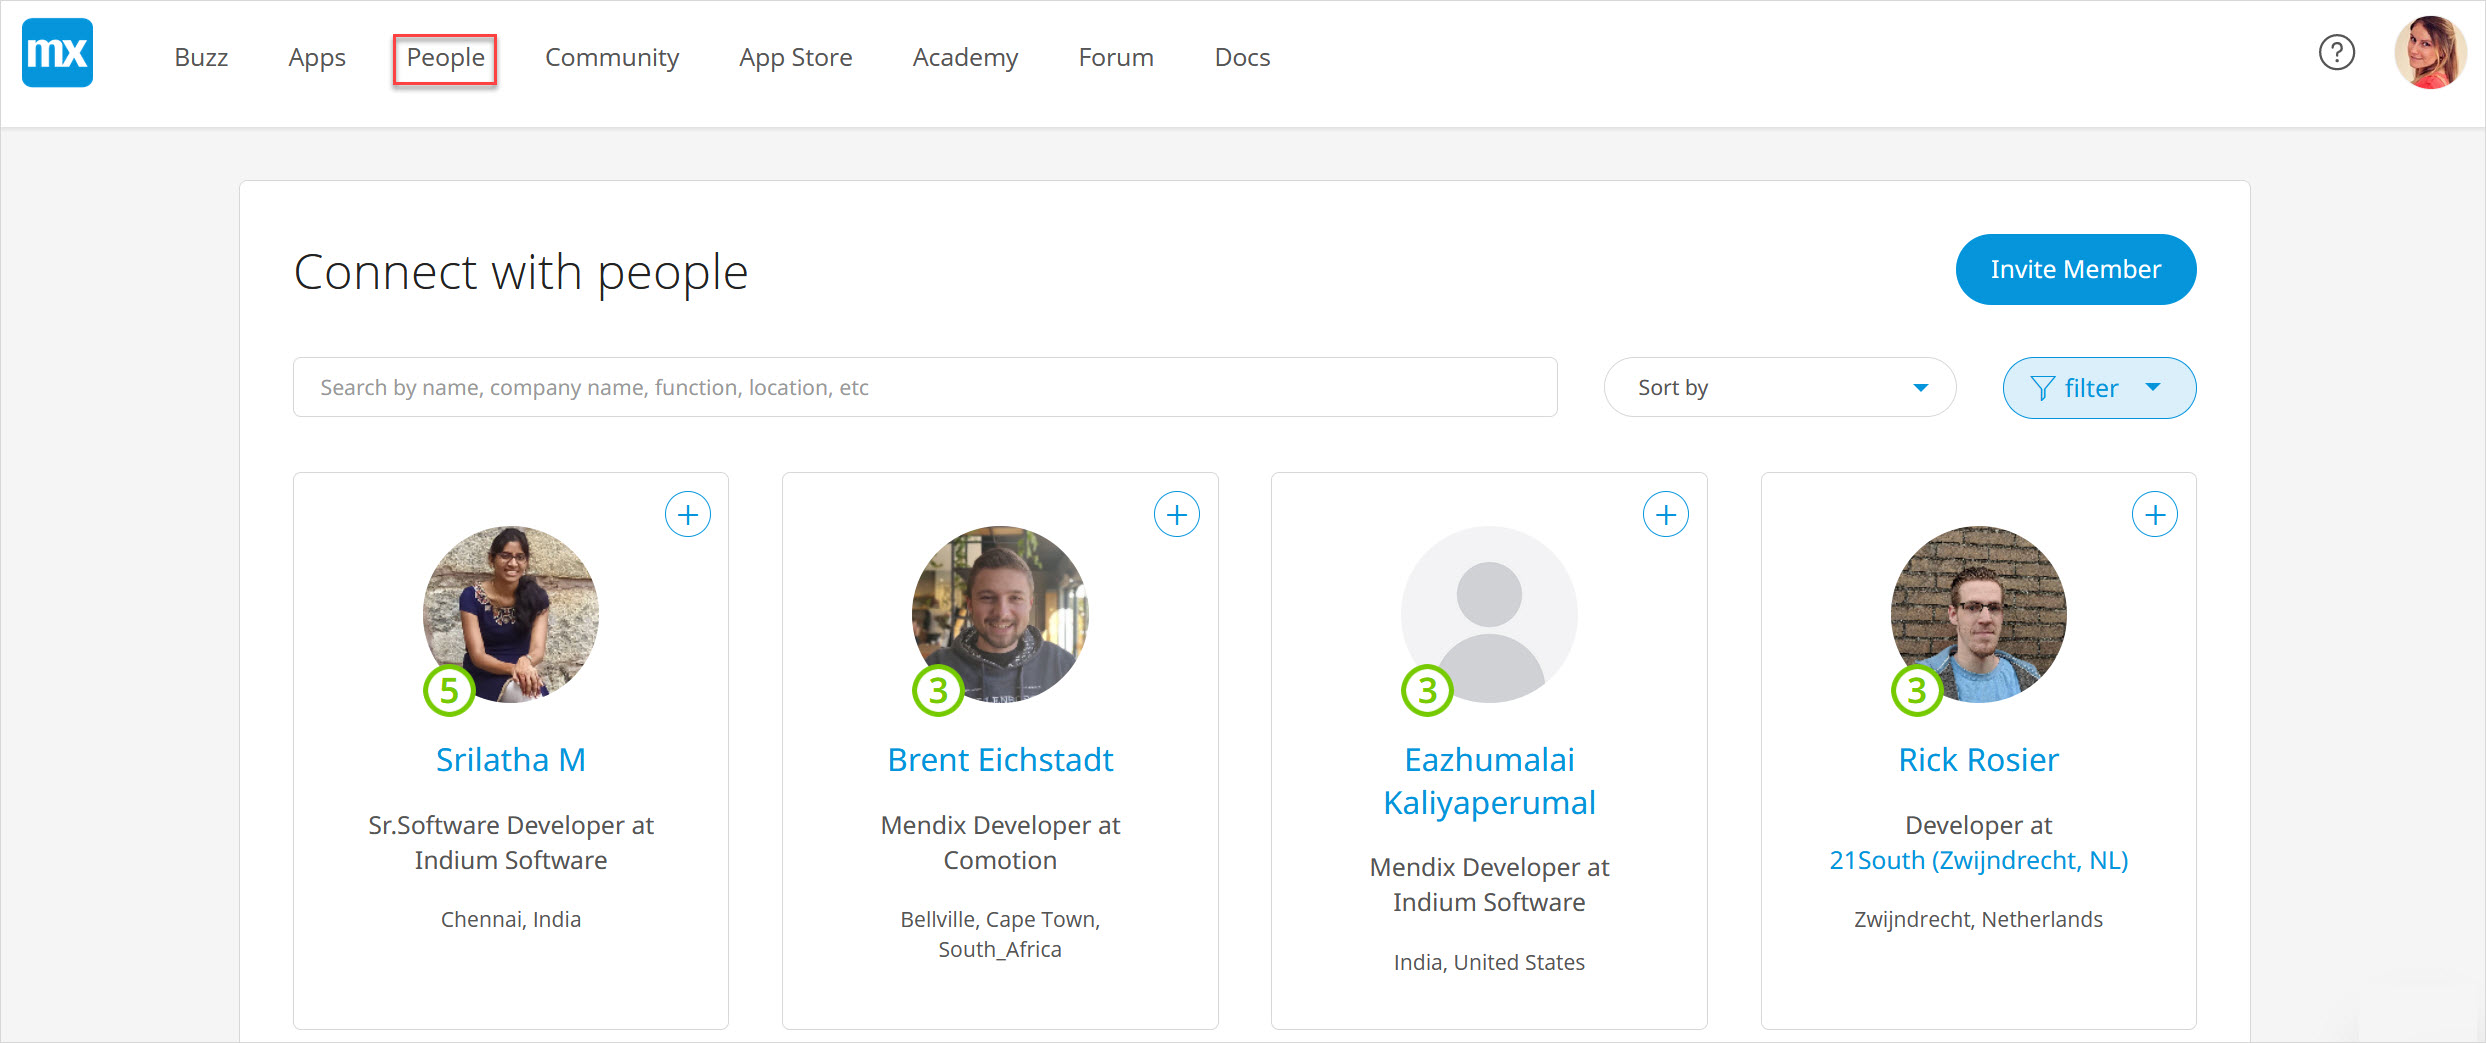 mx
Buzz Apps People Community App Store Academy Forum Docs ?
Connect with people
Invite Member
Search by name, company name, function, location, etc
Sort by
filter
5
Srilatha M
Sr.Software Developer at
Indium Software
Chennai, India
3
Brent Eichstadt
Mendix Developer at
Comotion
Bellville, Cape Town,
South_Africa
3
Eazhumalai
Kaliyaperumal
Mendix Developer at
Indium Software
India, United States
3
Rick Rosier
Developer at
21South (Zwijndrecht, NL)
Zwijndrecht, Netherlands